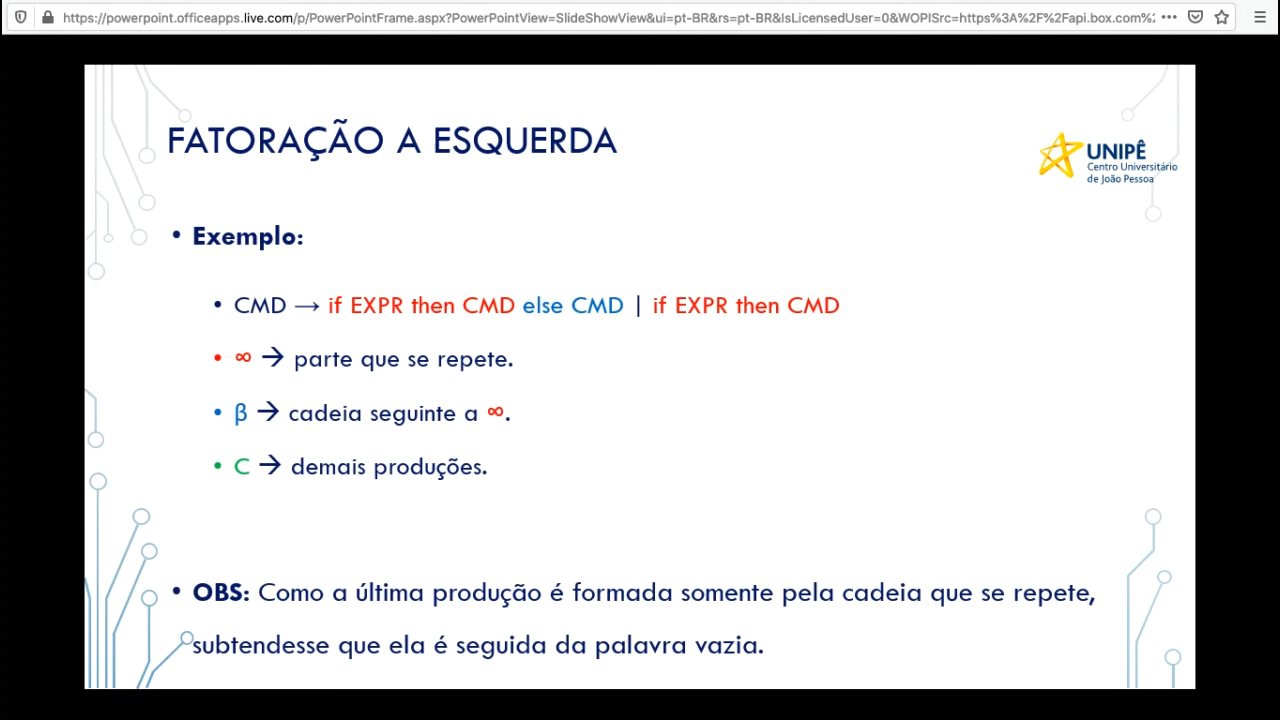 https://powerpoint.officeapps.live.com/p/PowerPointFrame.aspx?PowerPointView=SlideShowView&ui=pt-BR&rs=pt-BR&IsLicensedUser=0&WOPISrc=https%3A%2F%2Fapi.box.com%2
FATORAÇÃO A ESQUERDA
UNIPÊ
Centro Universitário
de João Pessoa
• Exemplo:
• CMD → if EXPR then CMD else CMD | if EXPR then CMD
• ∞ → parte que se repete.
• β → cadeia seguinte a ∞.
• C → demais produções.
• OBS: Como a última produção é formada somente pela cadeia que se repete,
subtendesse que ela é seguida da palavra vazia.